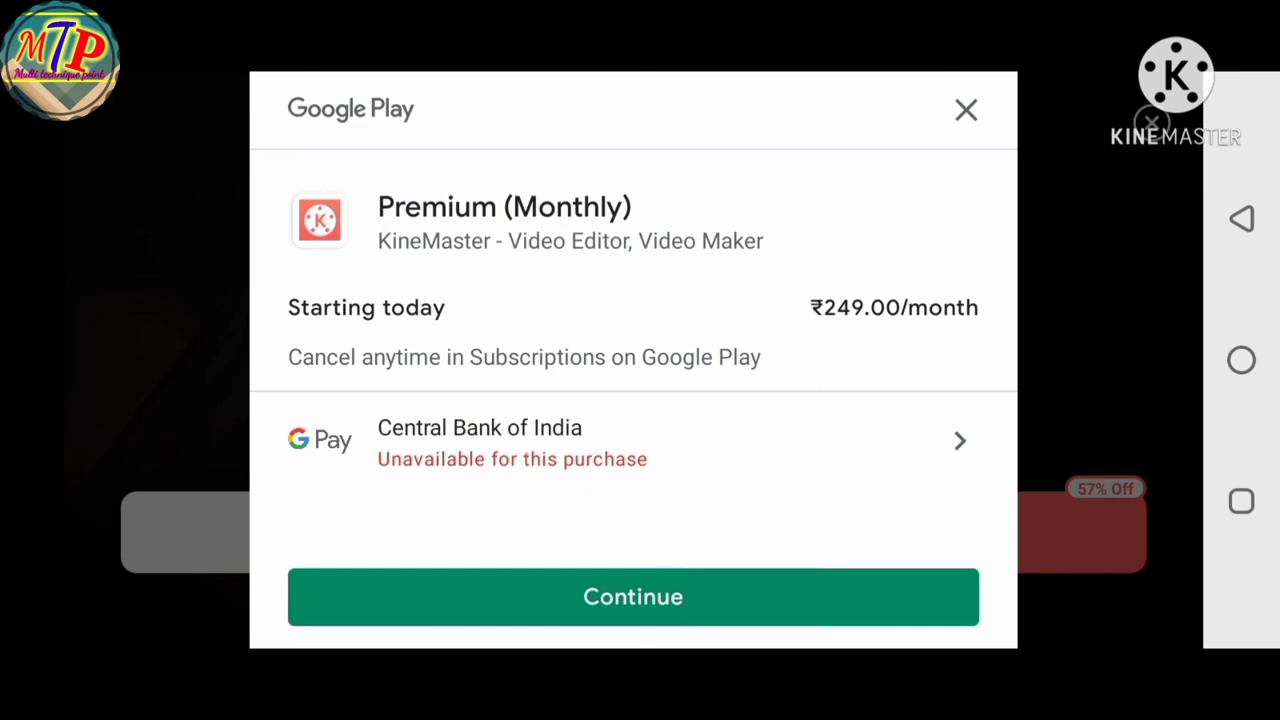 MTP
Multi technique point
K
KINEMASTER
Google Play
K
Premium (Monthly)
KineMaster - Video Editor, Video Maker
Starting today
₹249.00/month
Cancel anytime in Subscriptions on Google Play
G Pay
Central Bank of India
Unavailable for this purchase
57% Off
Continue